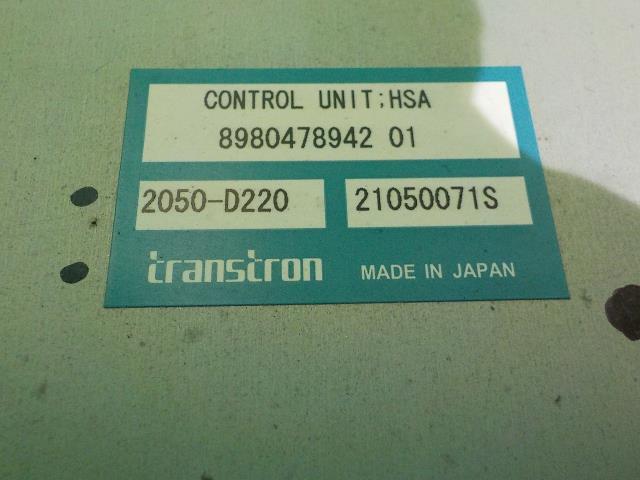 CONTROL UNIT;HSA
8980478942 01
2050-D220 21050071S
transtron MADE IN JAPAN